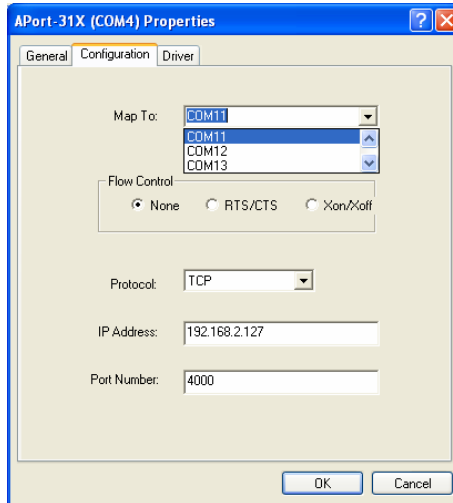 APort-31X (COM4) Properties
General Configuration Driver
Map To: COM11
COM11
COM12
COM13
Flow Control
None RTS/CTS Xon/Xoff
Protocol: TCP
IP Address: 192.168.2.127
Port Number: 4000
OK Cancel